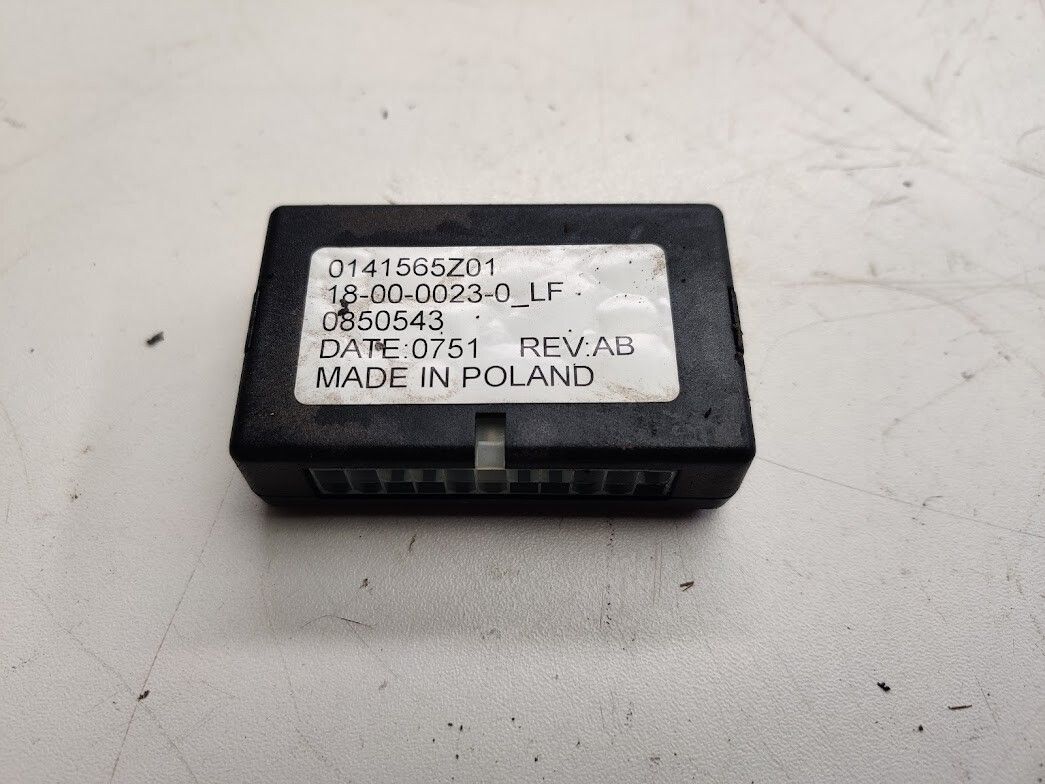 0141565Z01
18-00-0023-0_LF
0850543
DATE:0751 REV:AB
MADE IN POLAND